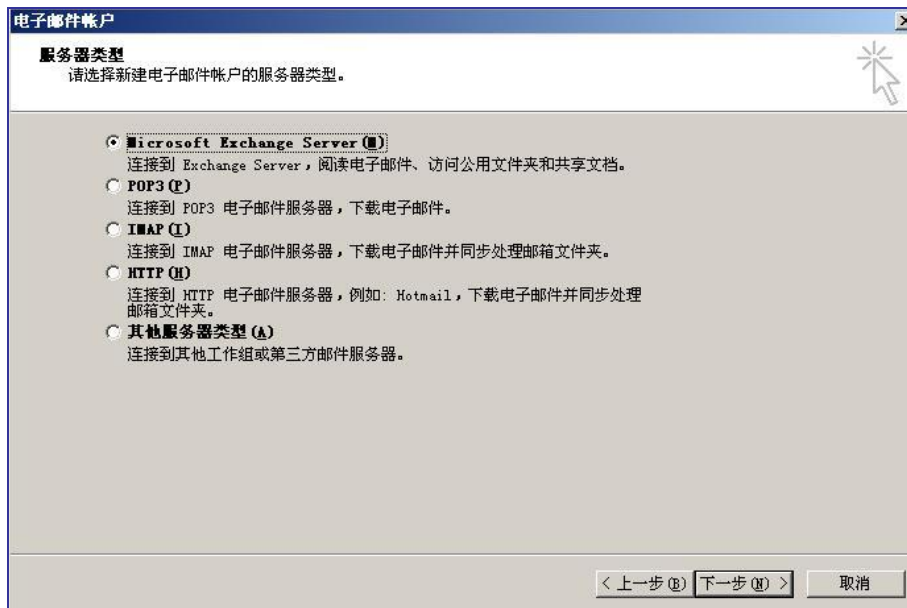 电子邮件帐户
服务器类型
请选择新建电子邮件帐户的服务器类型。
Microsoft Exchange Server(M)
连接到 Exchange Server，阅读电子邮件、访问公用文件夹和共享文档。
POP3(P)
连接到 POP3 电子邮件服务器，下载电子邮件。
IMAP(I)
连接到 IMAP 电子邮件服务器，下载电子邮件并同步处理邮箱文件夹。
HTTP(H)
连接到 HTTP 电子邮件服务器，例如: Hotmail，下载电子邮件并同步处理
邮箱文件夹。
其他服务器类型(A)
连接到其他工作组或第三方邮件服务器。
< 上一步(B) 下一步(N) > 取消